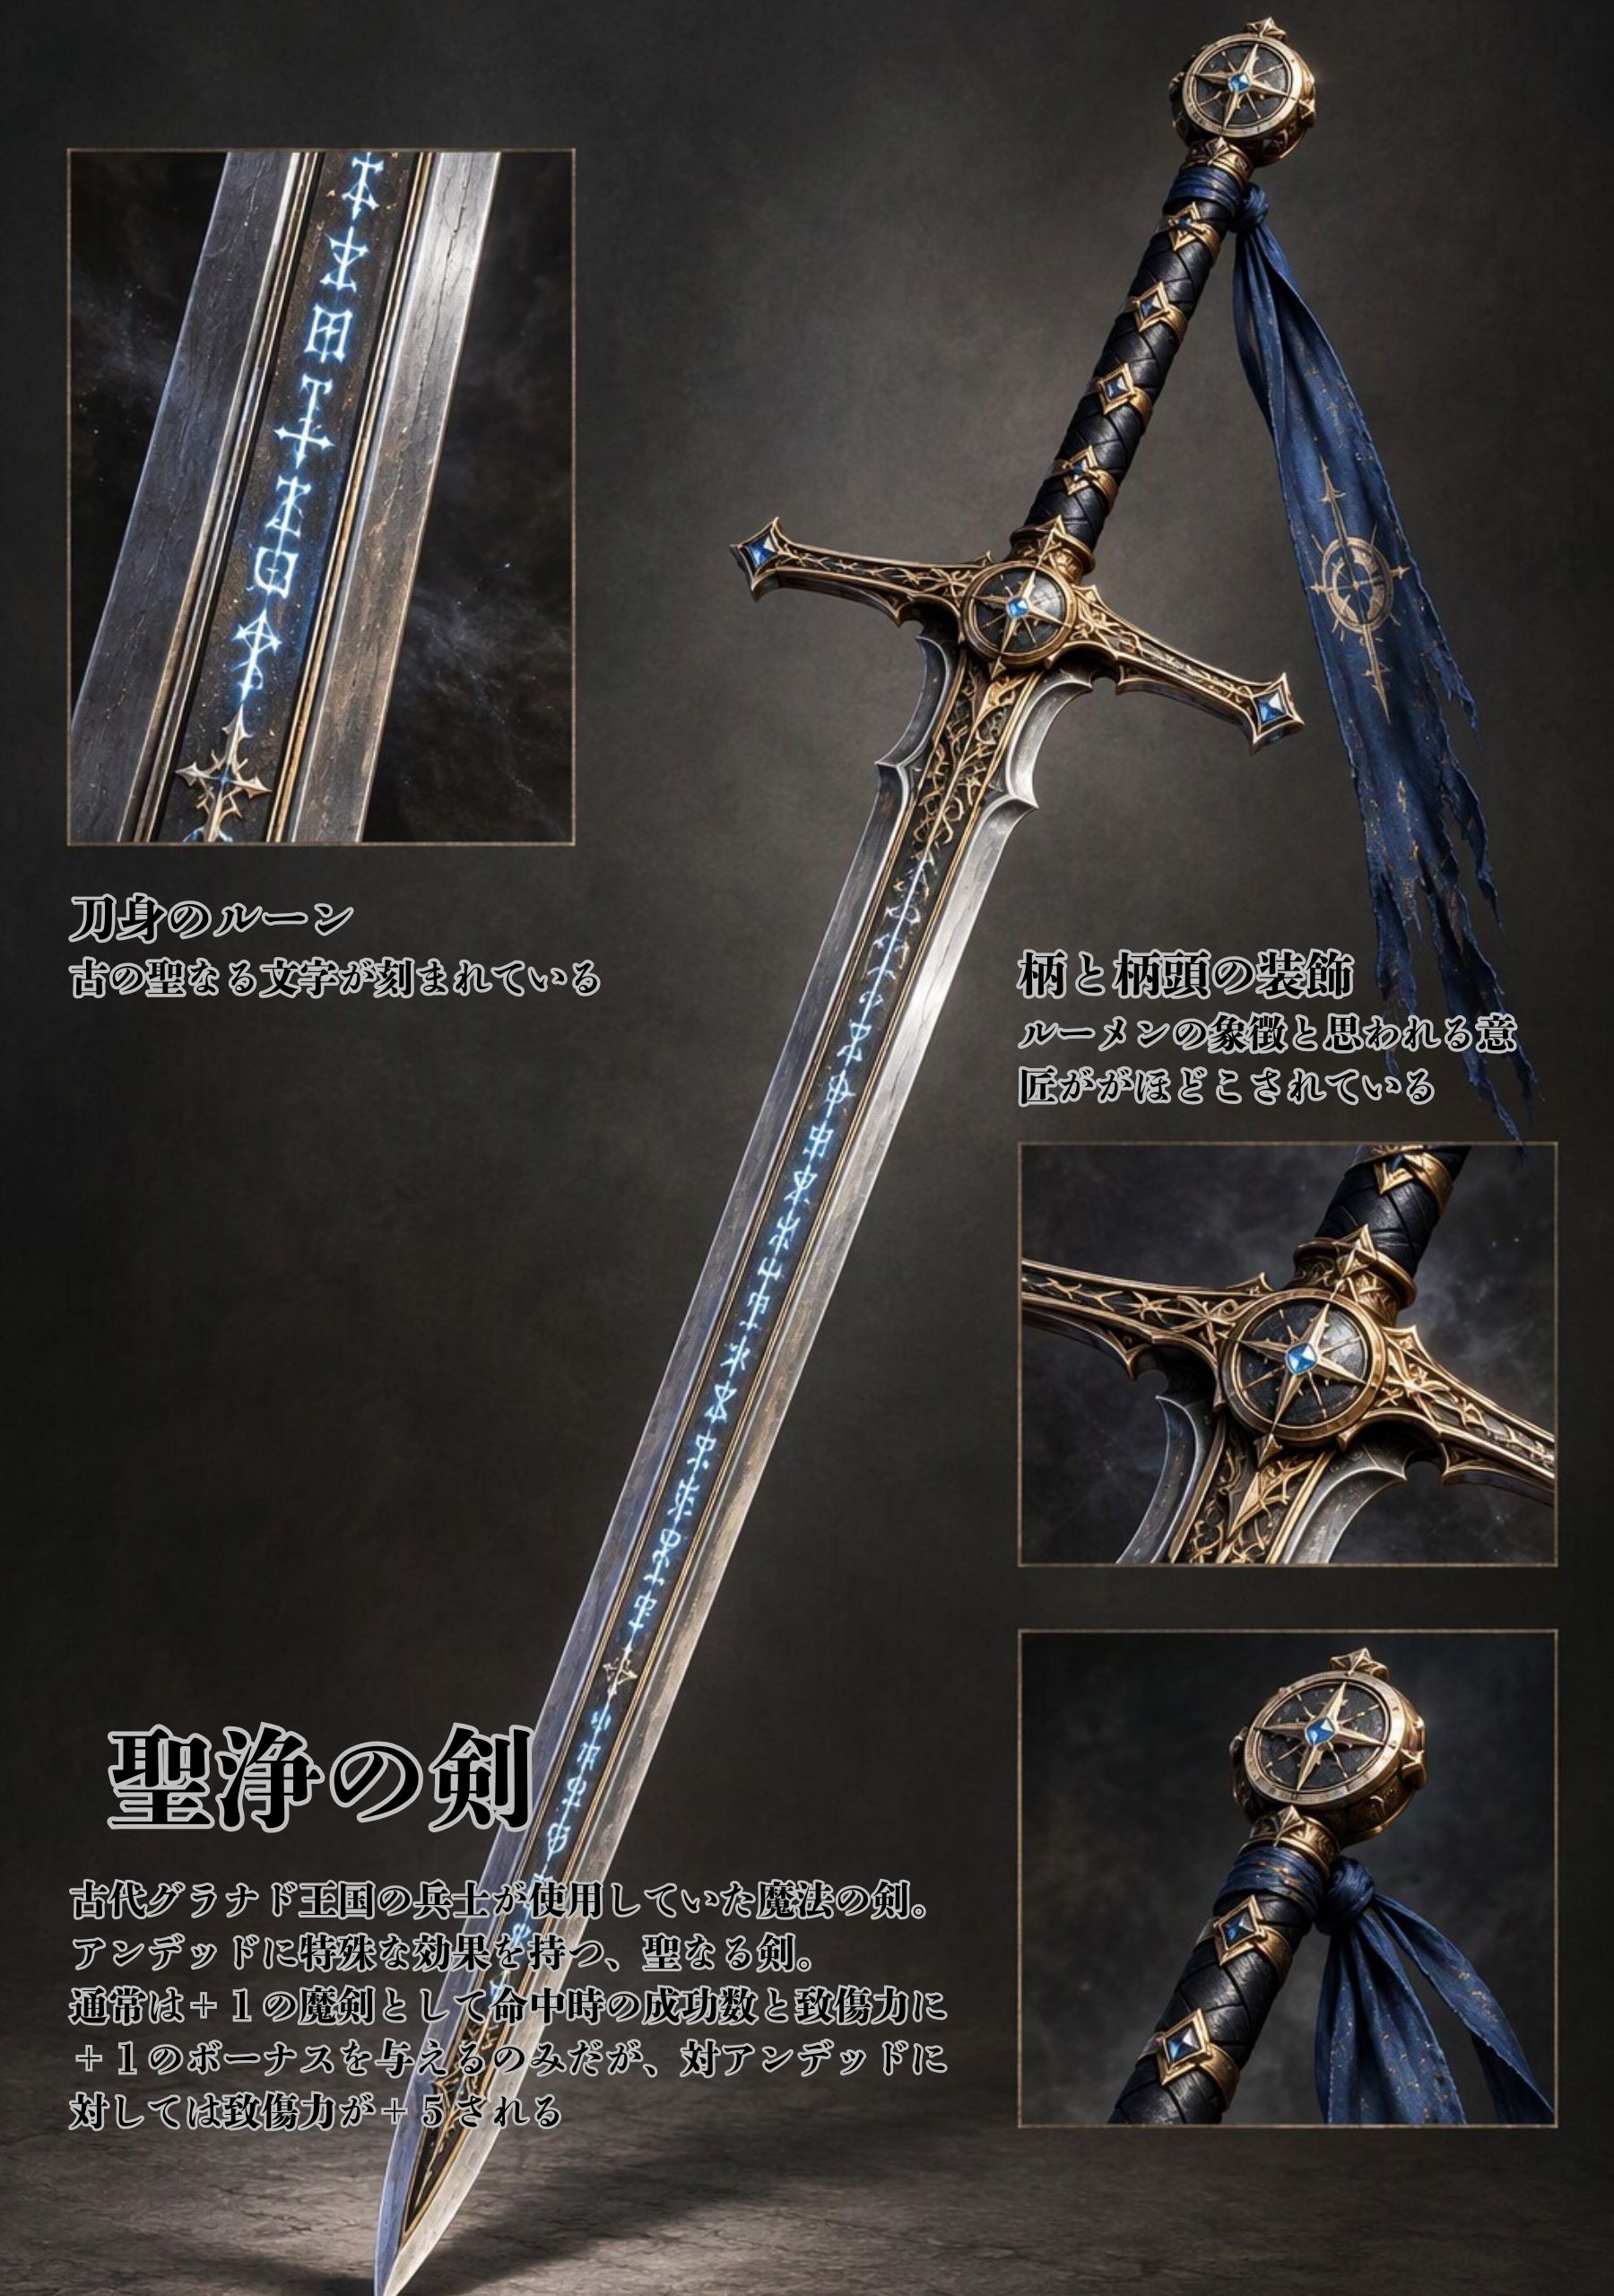 刀身のルーン
古の聖なる文字が刻まれている
柄と柄頭の装飾
ルーメンの象徴と思われる意
匠ががほどこされている
聖浄の剣
古代グラナド王国の兵士が使用していた魔法の剣。
アンデッドに特殊な効果を持つ、聖なる剣。
通常は＋１の魔剣として命中時の成功数と致傷力に
＋１のボーナスを与えるのみだが、対アンデッドに
対しては致傷力が＋５される